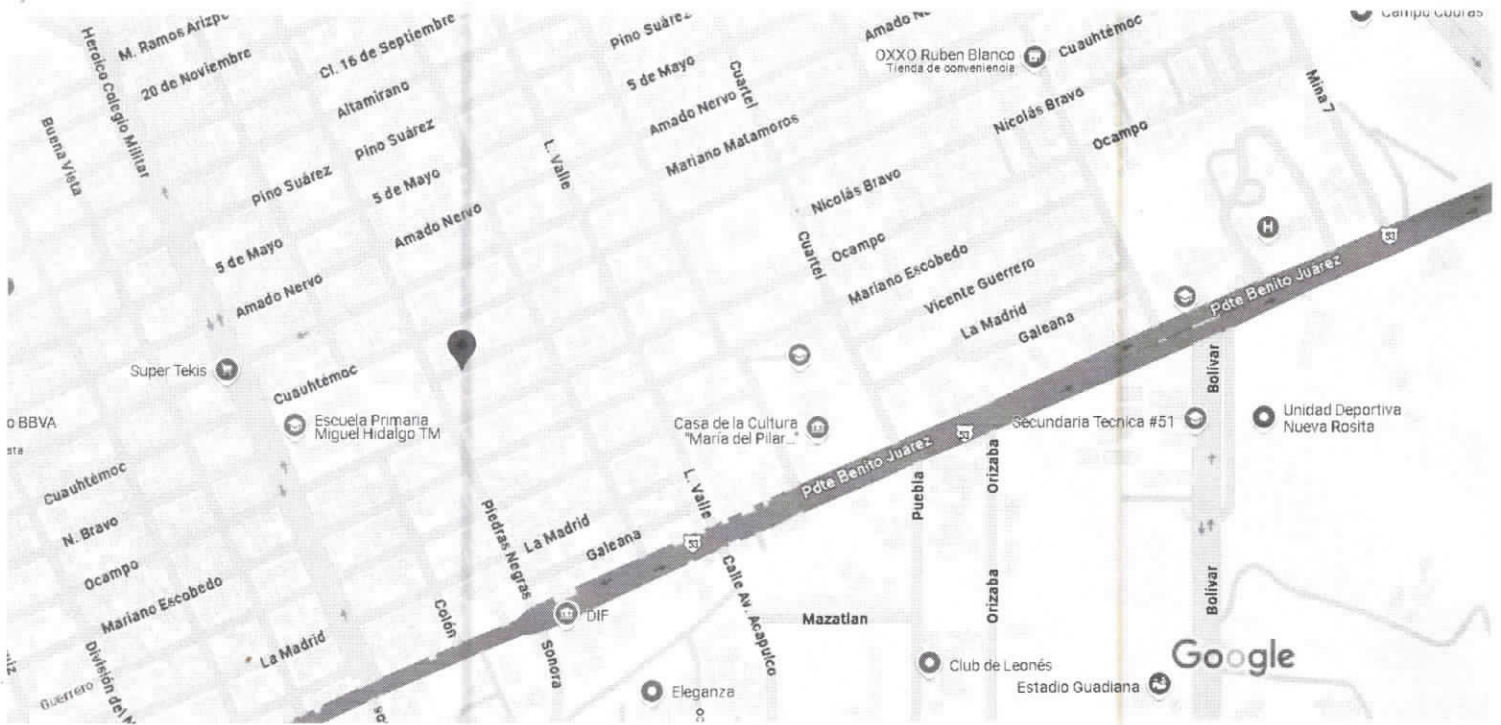 M. Ramos Arizpe
Heroico Colegio Militar
20 de Noviembre
Cl. 16 de Septiembre
Altamirano
Pino Suárez
Pino Suárez
5 de Mayo
Amado Nervo
Buena Vista
5 de Mayo
Amado Nervo
Pino Suárez
5 de Mayo
Amado Nervo
Cuartel
Mariano Matamoros
L. Valle
Amado
OXXO Ruben Blanco
Tienda de conveniencia
Cuauhtémoc
Nicolás Bravo
Ocampo
Mina 7
Nicolás Bravo
Cuartel
Ocampo
Mariano Escobedo
Vicente Guerrero
La Madrid
Galeana
H
53
Pdte Benito Juárez
Super Tekis
Cuauhtémoc
Escuela Primaria
Miguel Hidalgo TM
o BBVA
Casa de la Cultura
"María del Pilar..."
Pdte Benito Juárez
53
Secundaria Tecnica #51
Bolívar
Unidad Deportiva
Nueva Rosita
Cuauhtémoc
N. Bravo
Ocampo
Mariano Escobedo
División del
Guerrero
La Madrid
Colón
Piedras Negras
La Madrid
Galeana
L. Valle
53
DIF
Sonora
Calle Av. Acapulco
Eleganza
Mazatlan
Puebla
Orizaba
Orizaba
Club de Leonés
Bolívar
Google
Estadio Guadiana